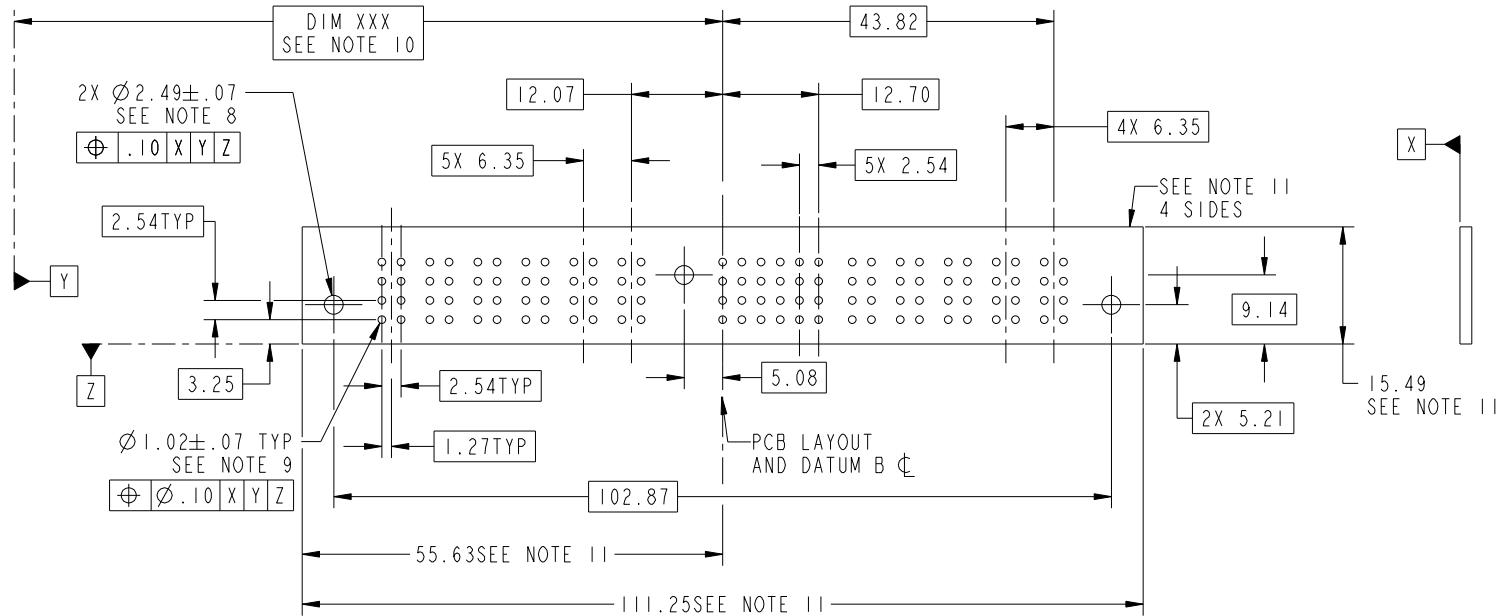 DIM XXX
SEE NOTE 10
43.82
2X Ø2.49±.07
SEE NOTE 8
⌖ .10 X Y Z
12.07
12.70
4X 6.35
5X 6.35
5X 2.54
X
SEE NOTE 11
4 SIDES
2.54TYP
Y
9.14
Z
3.25
2.54TYP
5.08
15.49
SEE NOTE 11
2X 5.21
Ø1.02±.07 TYP
SEE NOTE 9
⌖ Ø.10 X Y Z
1.27TYP
PCB LAYOUT
AND DATUM B ℄
102.87
55.63SEE NOTE 11
111.25SEE NOTE 11